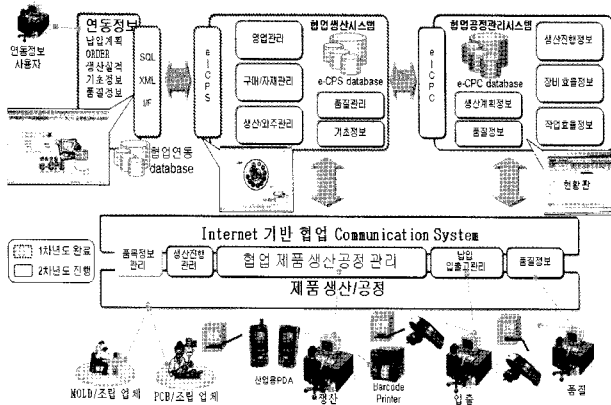 연동정보
사용자
연동정보
납입계획
ORDER
생산실적
기초정보
품질정보
SQL
XML
I/F
협업연동
database
eICPS
협업생산시스템
영업관리
구매/자재관리
생산/외주관리
e-CPS database
품질관리
기초정보
eICPC
협업공정관리시스템
e-CPC database
생산계획정보
품질정보
생산진행정보
장비효율정보
작업효율정보
현황판
1차년도 완료
2차년도 진행
Internet 기반 협업 Communication System
품목정보
관리
생산진행
관리
협업 제품 생산공정 관리
납입
입출고관리
품질정보
제품 생산/공정
MOLD/조립 업체
PCB/조립 업체
산업용PDA
생산
Barcode
Printer
입출
품질